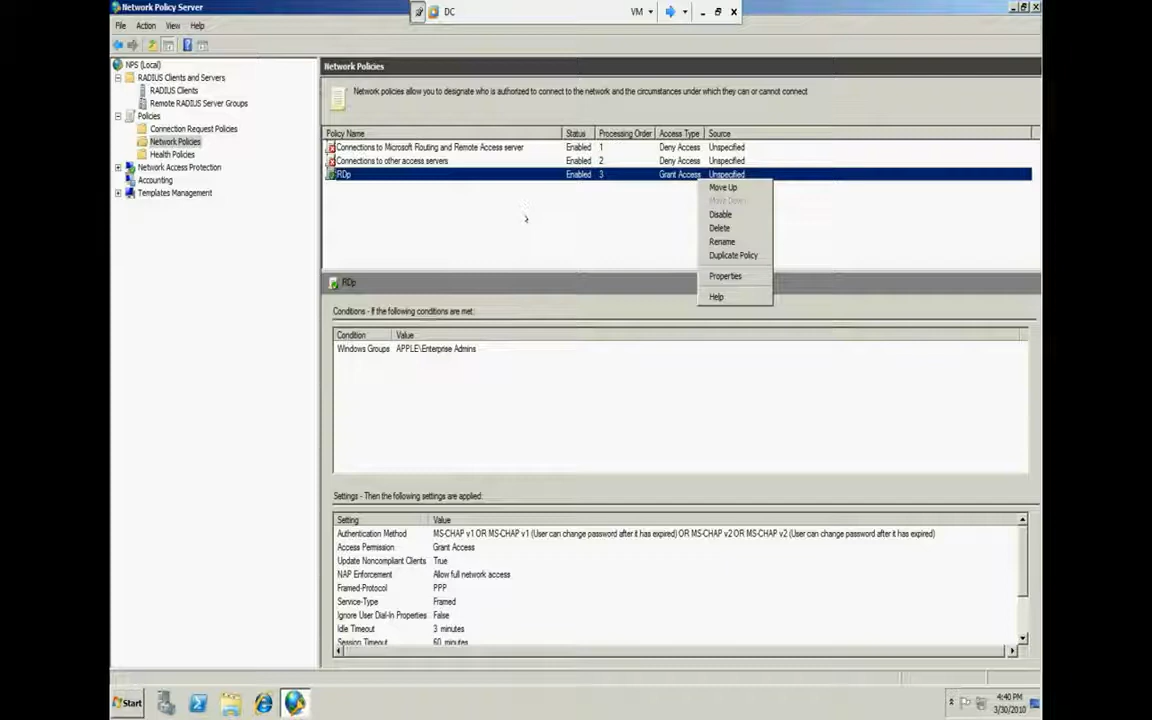 Network Policy Server
DC
VM
File Action View Help
NPS (Local)
RADIUS Clients and Servers
RADIUS Clients
Remote RADIUS Server Groups
Policies
Connection Request Policies
Network Policies
Health Policies
Network Access Protection
Accounting
Templates Management
Network Policies
Network policies allow you to designate who is authorized to connect to the network and the circumstances under which they can or cannot connect
Policy Name Status Processing Order Access Type Source
Connections to Microsoft Routing and Remote Access server Enabled 1 Deny Access Unspecified
Connections to other access servers Enabled 2 Deny Access Unspecified
RDp Enabled 3 Grant Access Unspecified
Move Up
Move Down
Disable
Delete
Rename
Duplicate Policy
Properties
Help
RDp
Conditions - If the following conditions are met:
Condition Value
Windows Groups APPLE\Enterprise Admins
Settings - Then the following settings are applied:
Setting Value
Authentication Method MS-CHAP v1 OR MS-CHAP v1 (User can change password after it has expired) OR MS-CHAP v2 OR MS-CHAP v2 (User can change password after it has expired)
Access Permission Grant Access
Update Noncompliant Clients True
NAP Enforcement Allow full network access
Framed-Protocol PPP
Service-Type Framed
Ignore User Dial-In Properties False
Idle Timeout 3 minutes
Session Timeout 60 minutes
Start
4:40 PM
3/30/2010